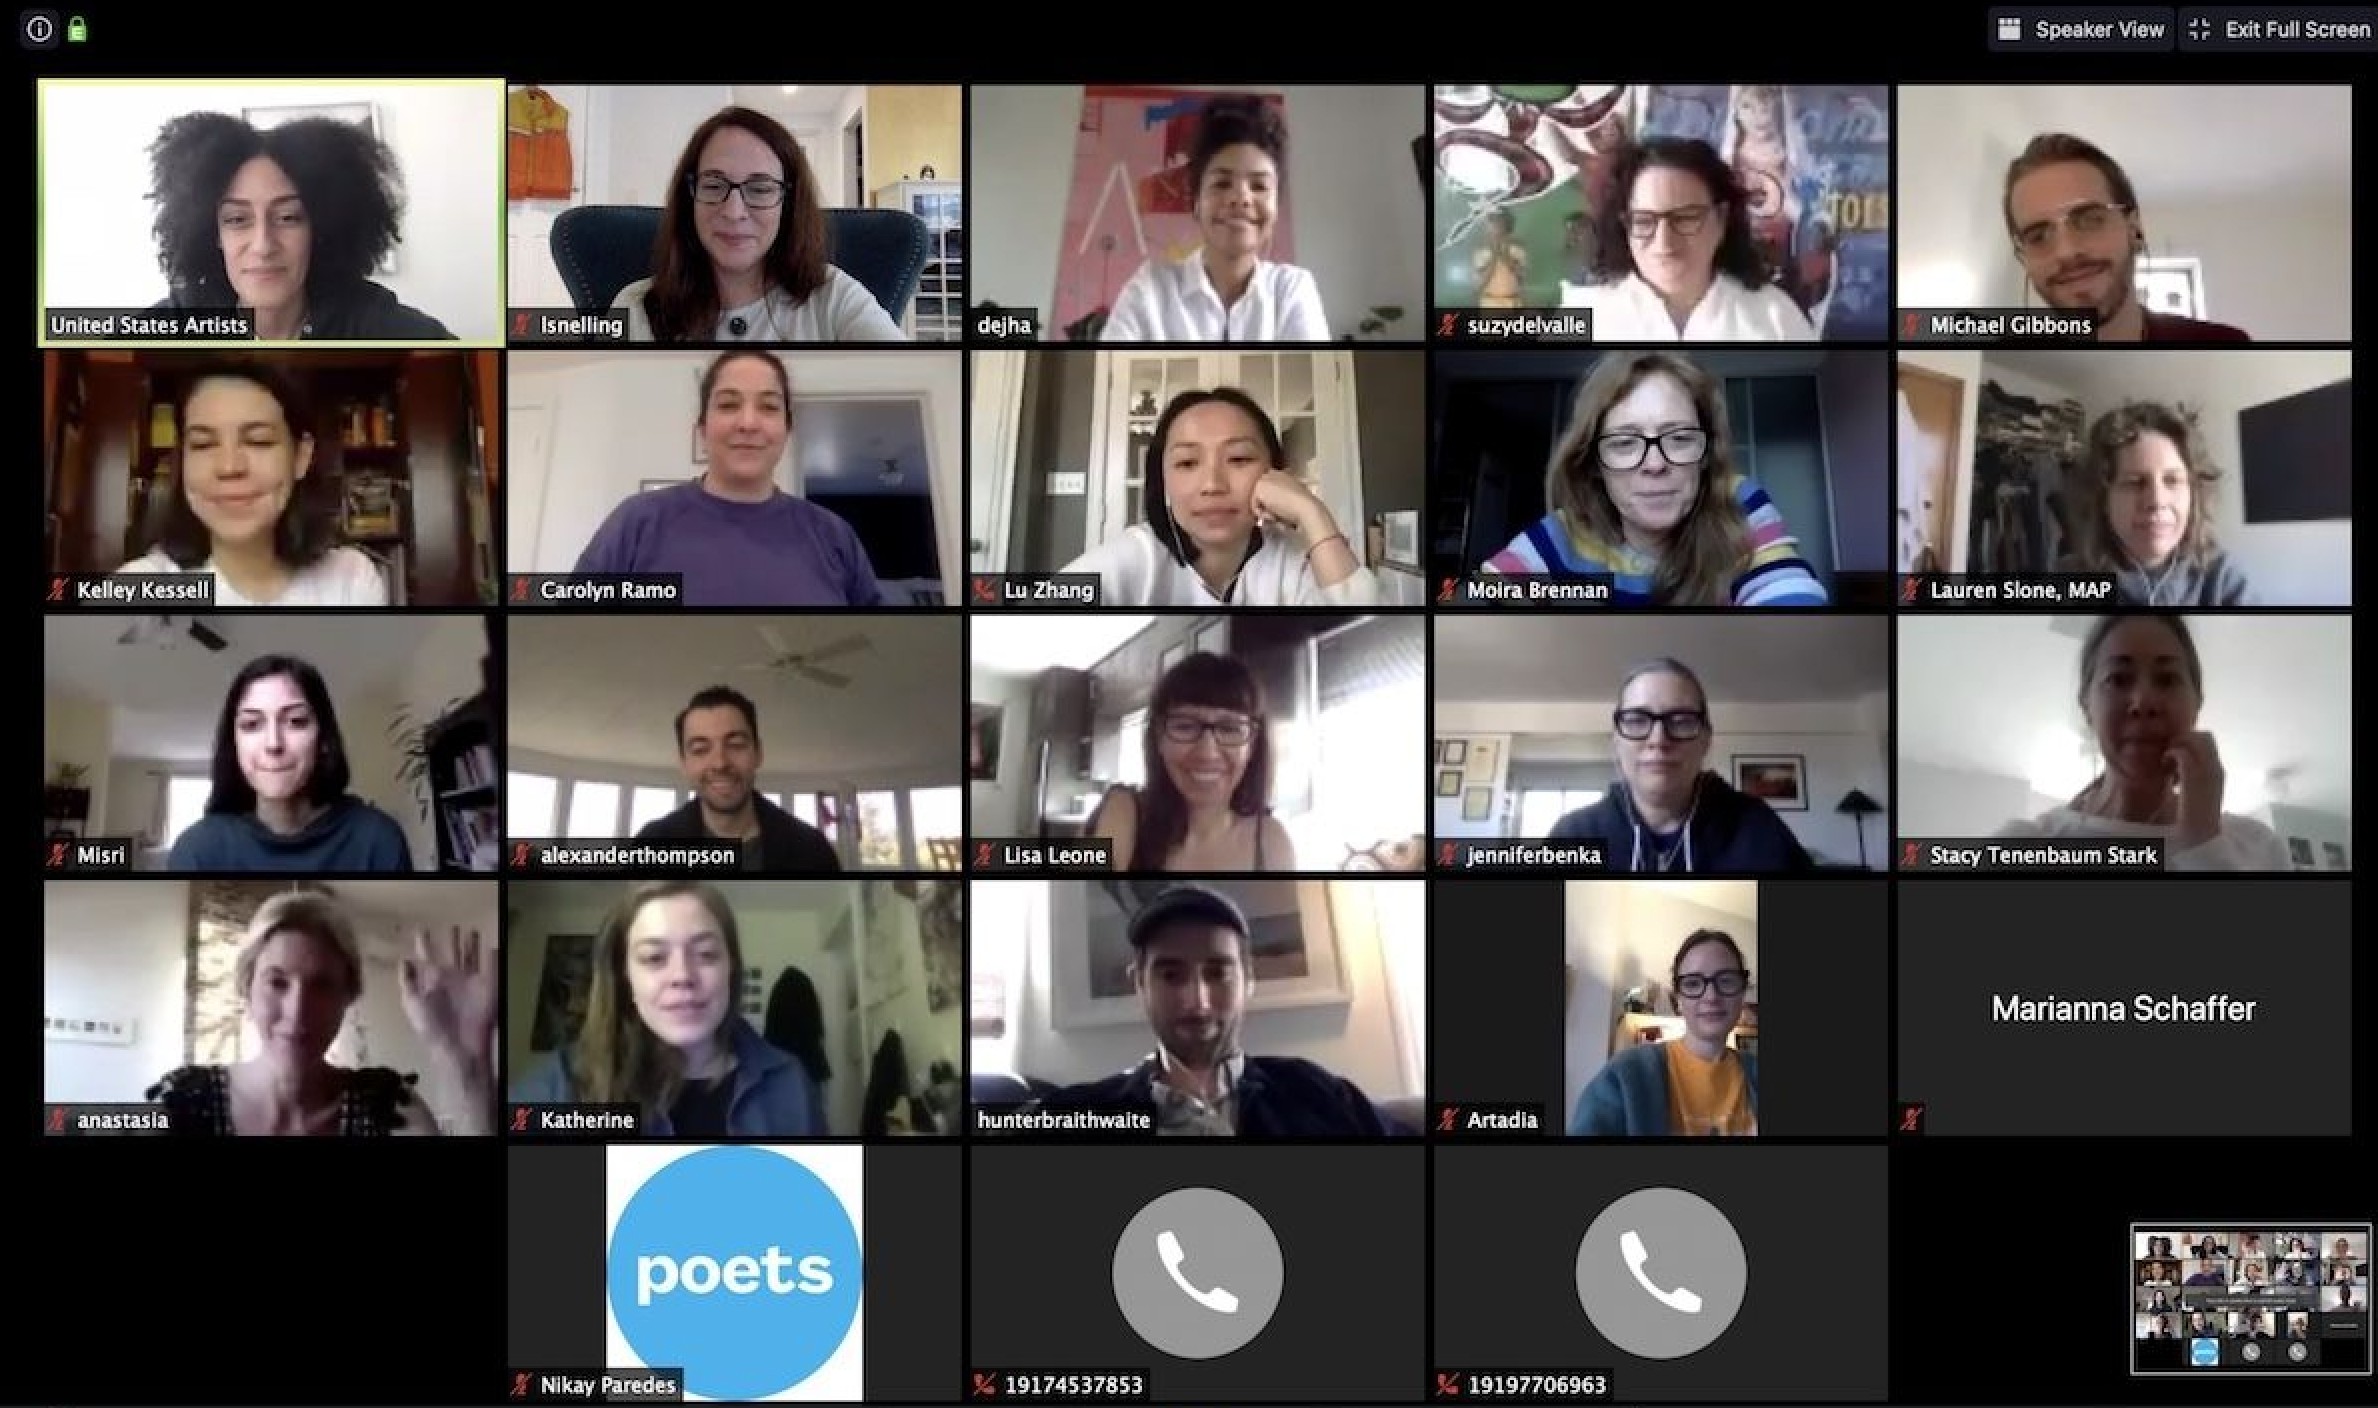 Speaker View
Exit Full Screen
United States Artists
lsnelling
dejha
suzydelvalle
Michael Gibbons
Kelley Kessell
Carolyn Ramo
Lu Zhang
Moira Brennan
Lauren Slone, MAP
Misri
alexanderthompson
Lisa Leone
jenniferbenka
Stacy Tenenbaum Stark
anastasia
Katherine
hunterbraithwaite
Artadia
Marianna Schaffer
poets
Nikay Paredes
19174537853
19197706963